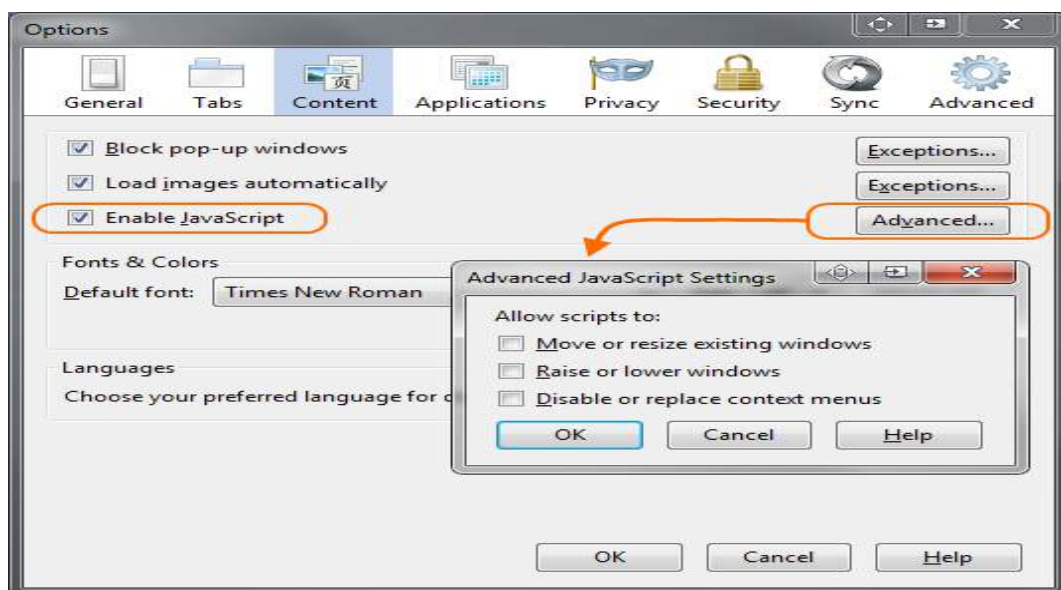 Options
General Tabs Content Applications Privacy Security Sync Advanced
Block pop-up windows Exceptions...
Load images automatically Exceptions...
Enable JavaScript Advanced...
Fonts & Colors
Default font: Times New Roman
Languages
Choose your preferred language for
Advanced JavaScript Settings
Allow scripts to:
Move or resize existing windows
Raise or lower windows
Disable or replace context menus
OK Cancel Help
OK Cancel Help
页